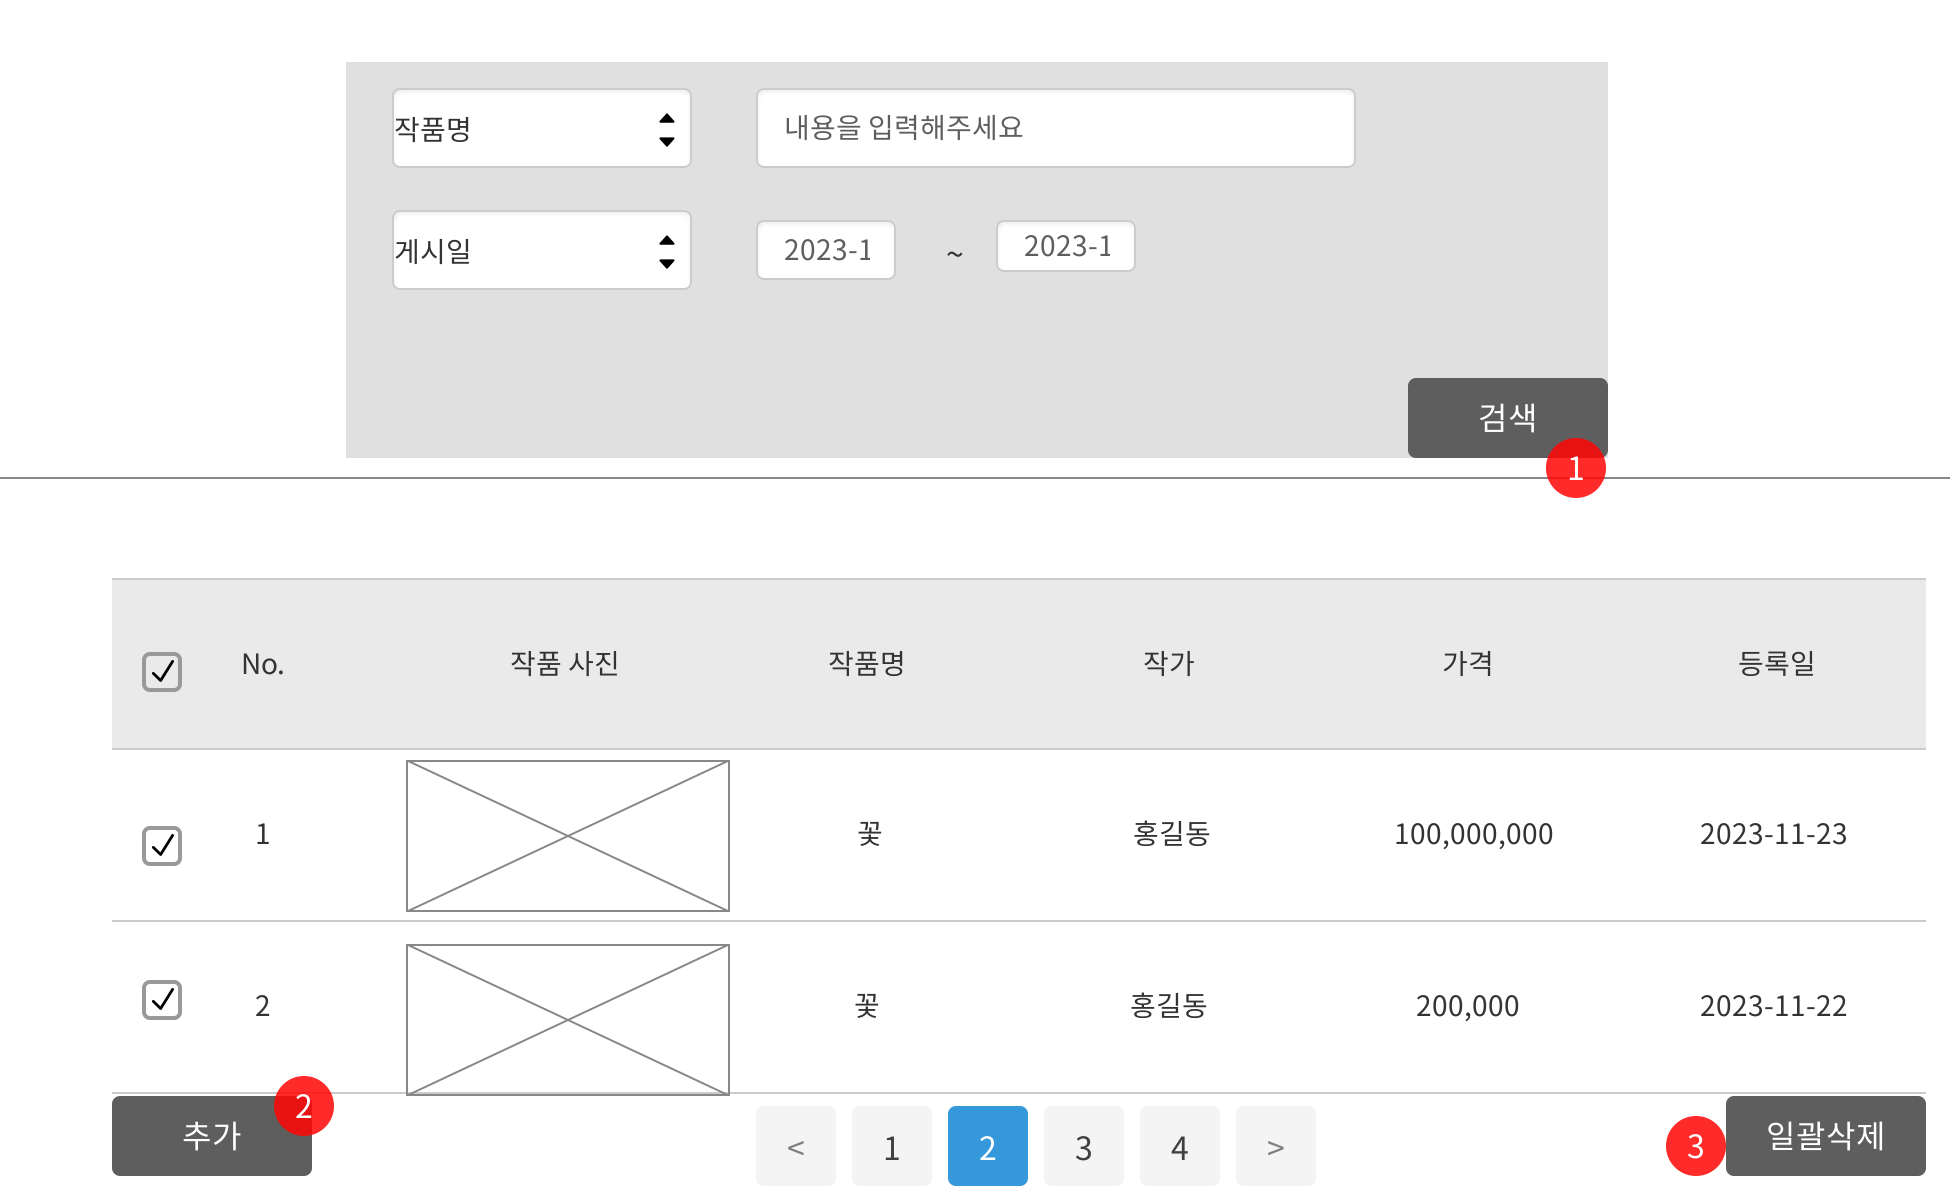 작품명
내용을 입력해주세요
게시일
2023-1
~
2023-1
검색
1
No.
작품 사진
작품명
작가
가격
등록일
1
꽃
홍길동
100,000,000
2023-11-23
2
꽃
홍길동
200,000
2023-11-22
추가
2
<
1
2
3
4
>
3
일괄삭제